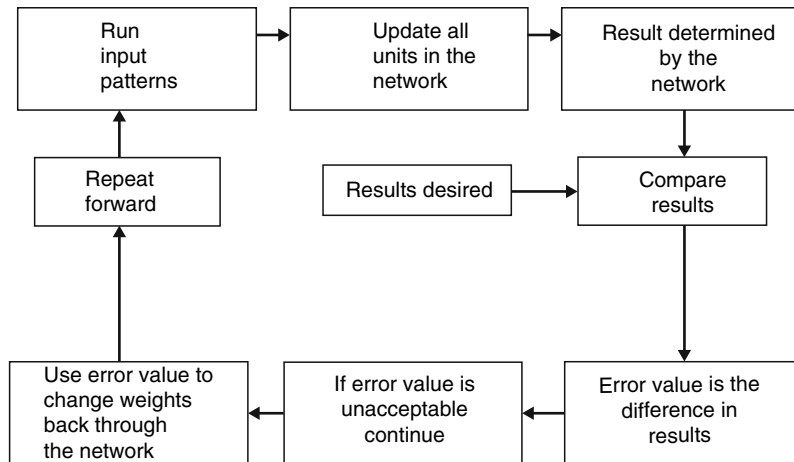 Run
input
patterns
Update all
units in the
network
Result determined
by the
network
Repeat
forward
Results desired
Compare
results
Use error value to
change weights
back through
the network
If error value is
unacceptable
continue
Error value is the
difference in
results